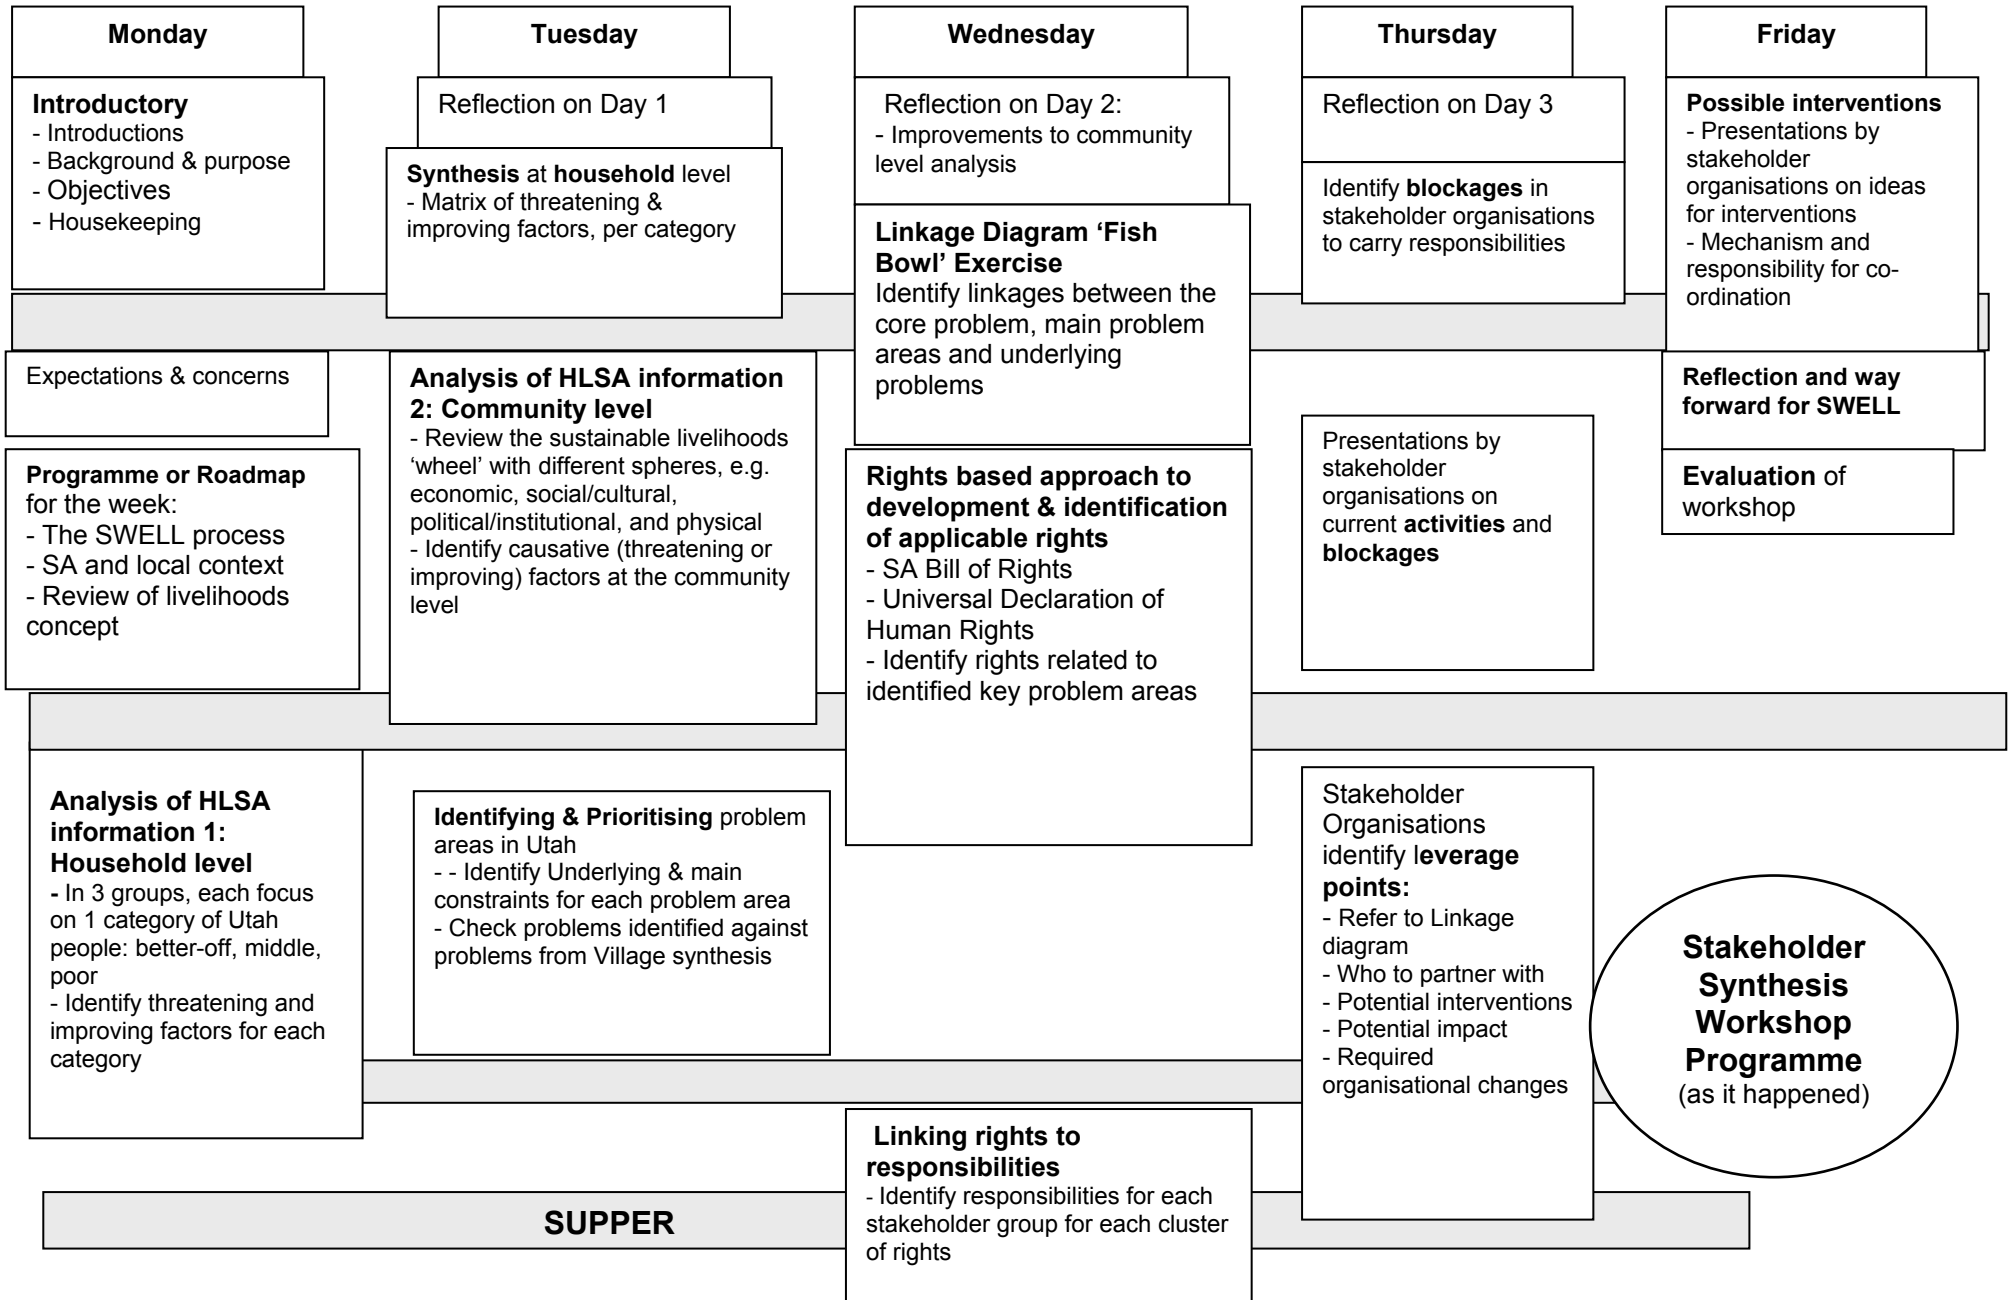 Monday
Introductory
- Introductions
- Background & purpose
- Objectives
- Housekeeping
Expectations & concerns
Programme or Roadmap
for the week:
- The SWELL process
- SA and local context
- Review of livelihoods
concept
Analysis of HLSA
information 1:
Household level
- In 3 groups, each focus
on 1 category of Utah
people: better-off, middle,
poor
- Identify threatening and
improving factors for each
category
Tuesday
Reflection on Day 1
Synthesis at household level
- Matrix of threatening &
improving factors, per category
Analysis of HLSA information
2: Community level
- Review the sustainable livelihoods
‘wheel’ with different spheres, e.g.
economic, social/cultural,
political/institutional, and physical
- Identify causative (threatening or
improving) factors at the community
level
Identifying & Prioritising problem
areas in Utah
- - Identify Underlying & main
constraints for each problem area
- Check problems identified against
problems from Village synthesis
SUPPER
Wednesday
Reflection on Day 2:
- Improvements to community
level analysis
Linkage Diagram ‘Fish
Bowl’ Exercise
Identify linkages between the
core problem, main problem
areas and underlying
problems
Rights based approach to
development & identification
of applicable rights
- SA Bill of Rights
- Universal Declaration of
Human Rights
- Identify rights related to
identified key problem areas
Linking rights to
responsibilities
- Identify responsibilities for each
stakeholder group for each cluster
of rights
Thursday
Reflection on Day 3
Identify blockages in
stakeholder organisations
to carry responsibilities
Presentations by
stakeholder
organisations on
current activities and
blockages
Stakeholder
Organisations
identify leverage
points:
- Refer to Linkage
diagram
- Who to partner with
- Potential interventions
- Potential impact
- Required
organisational changes
Friday
Possible interventions
- Presentations by
stakeholder
organisations on ideas
for interventions
- Mechanism and
responsibility for co-
ordination
Reflection and way
forward for SWELL
Evaluation of
workshop
Stakeholder
Synthesis
Workshop
Programme
(as it happened)